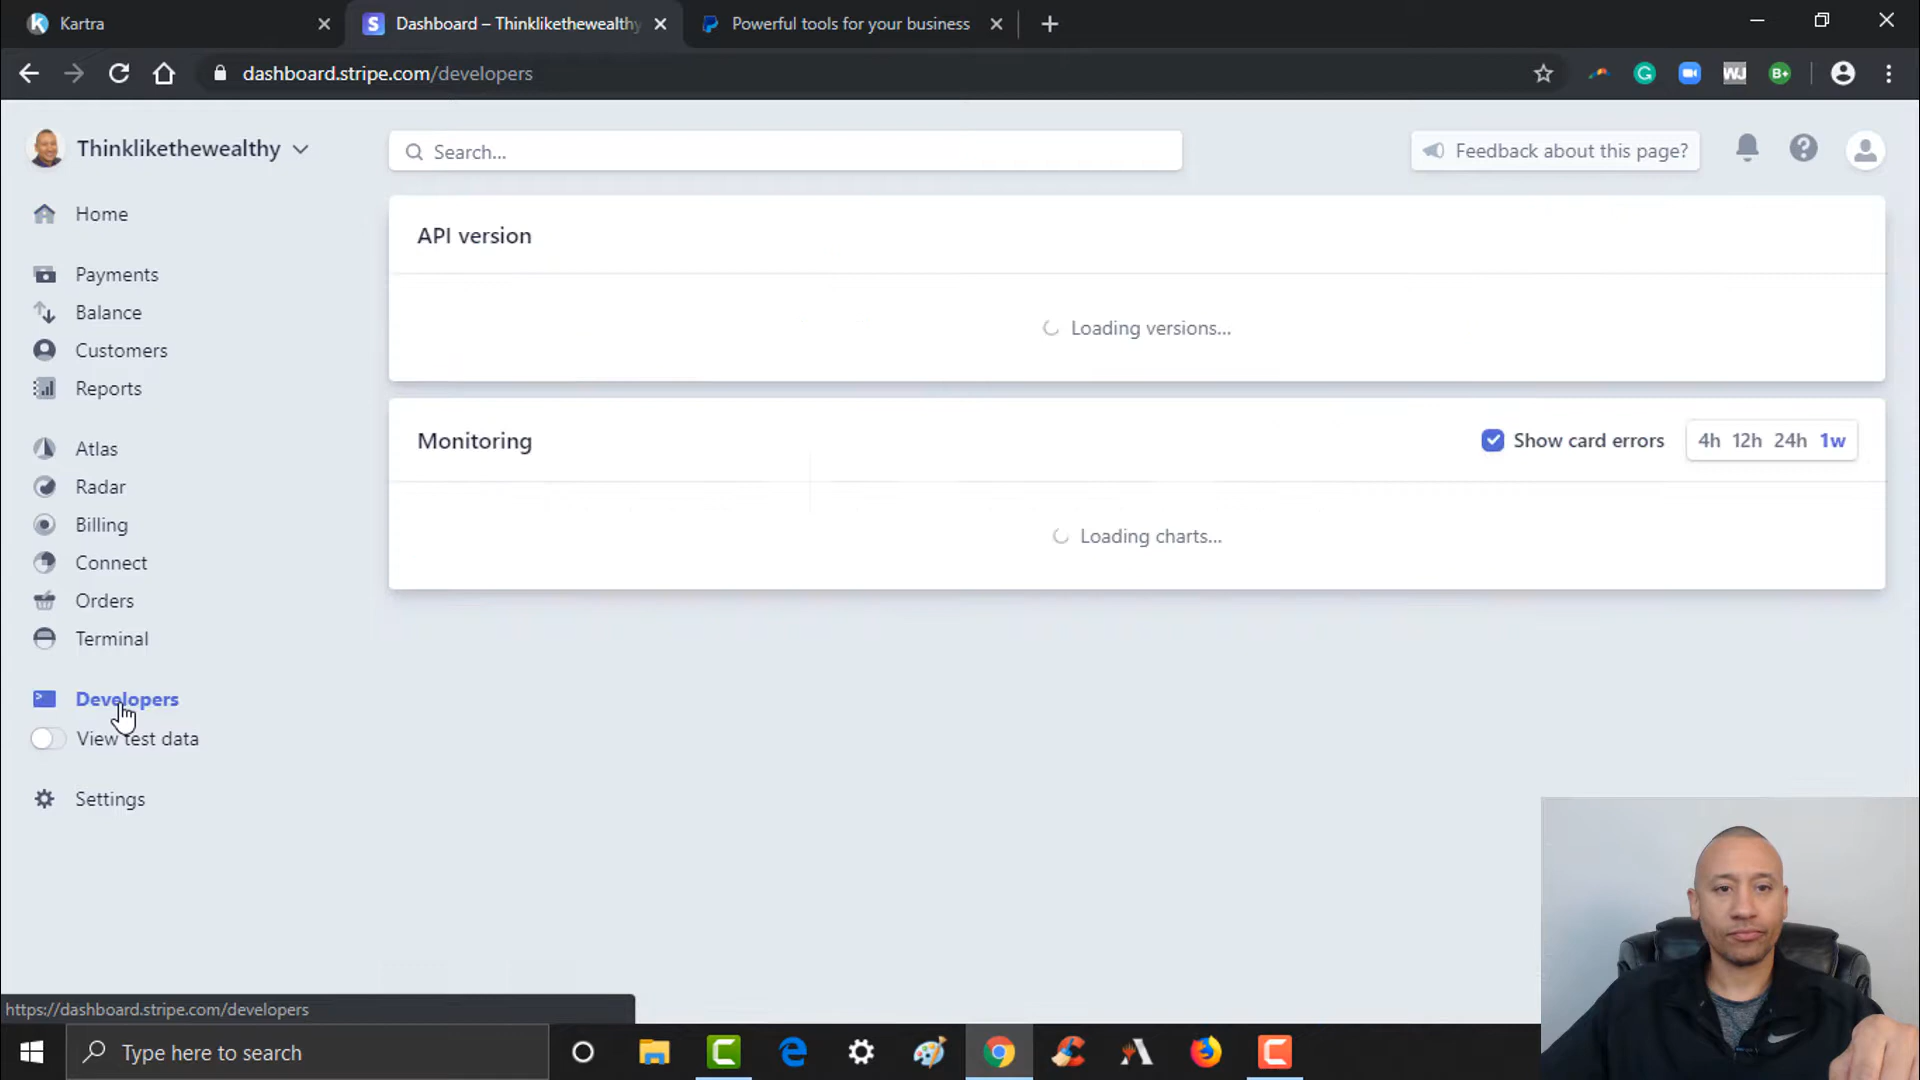 Kartra
Dashboard – Thinklikethewealthy
Powerful tools for your business
dashboard.stripe.com/developers
Thinklikethewealthy
Search...
Feedback about this page?
Home
API version
Payments
Balance
Loading versions...
Customers
Reports
Monitoring
Show card errors
4h 12h 24h 1w
Atlas
Radar
Billing
Loading charts...
Connect
Orders
Terminal
Developers
View test data
Settings
https://dashboard.stripe.com/developers
Type here to search